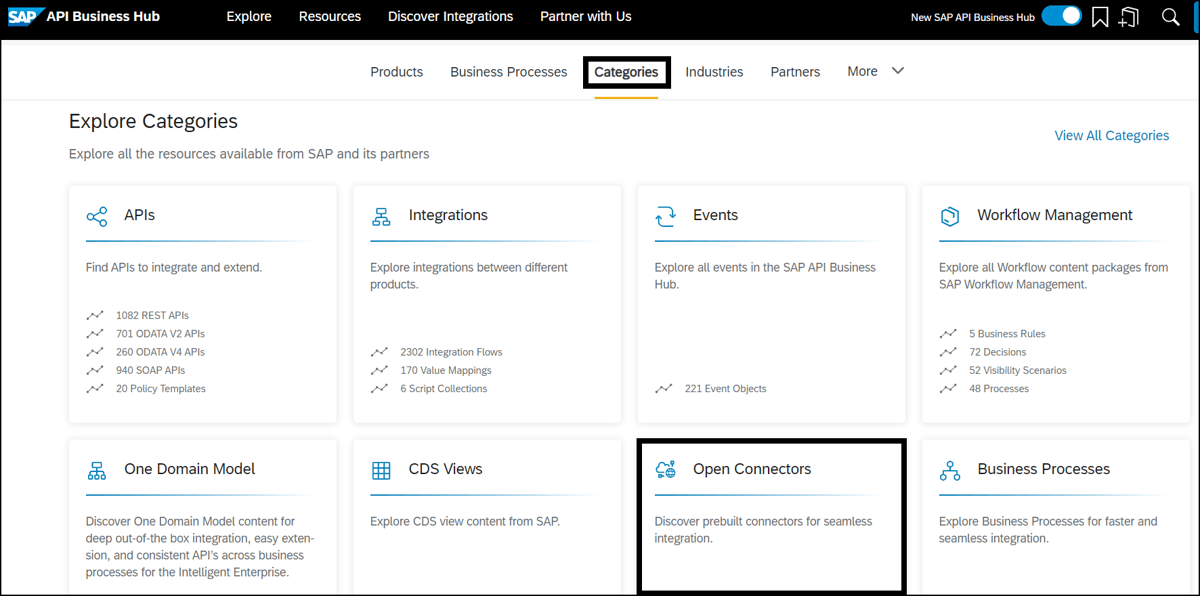 SAP API Business Hub
Explore
Resources
Discover Integrations
Partner with Us
New SAP API Business Hub
Products
Business Processes
Categories
Industries
Partners
More
Explore Categories
View All Categories
Explore all the resources available from SAP and its partners
APIs
Find APIs to integrate and extend.
1082 REST APIs
701 ODATA V2 APIs
260 ODATA V4 APIs
940 SOAP APIs
20 Policy Templates
Integrations
Explore integrations between different
products.
2302 Integration Flows
170 Value Mappings
6 Script Collections
Events
Explore all events in the SAP API Business
Hub.
221 Event Objects
Workflow Management
Explore all Workflow content packages from
SAP Workflow Management.
5 Business Rules
72 Decisions
52 Visibility Scenarios
48 Processes
One Domain Model
Discover One Domain Model content for
deep out-of-the box integration, easy exten-
sion, and consistent API's across business
processes for the Intelligent Enterprise.
CDS Views
Explore CDS view content from SAP.
Open Connectors
Discover prebuilt connectors for seamless
integration.
Business Processes
Explore Business Processes for faster and
seamless integration.